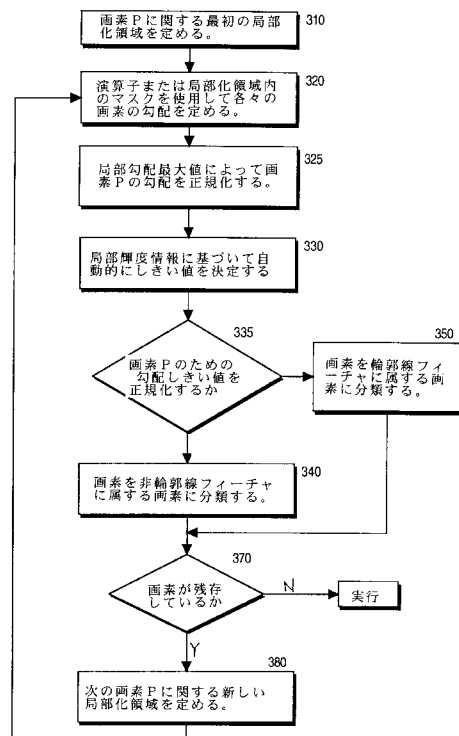 画素Pに関する最初の局部
化領域を定める。
310
演算子または局部化領域内
のマスクを使用して各々の
画素の勾配を定める。
320
局部勾配最大値によって画
素Pの勾配を正規化する。
325
局部輝度情報に基づいて自
動的にしきい値を決定する
330
画素Pのための
勾配しきい値を
正規化するか
335
画素を輪郭線フィ
ーチャに属する画
素に分類する。
350
画素を非輪郭線フィーチャ
に属する画素に分類する。
340
画素が残存
しているか
370
N
実行
Y
次の画素Pに関する新しい
局部化領域を定める。
380